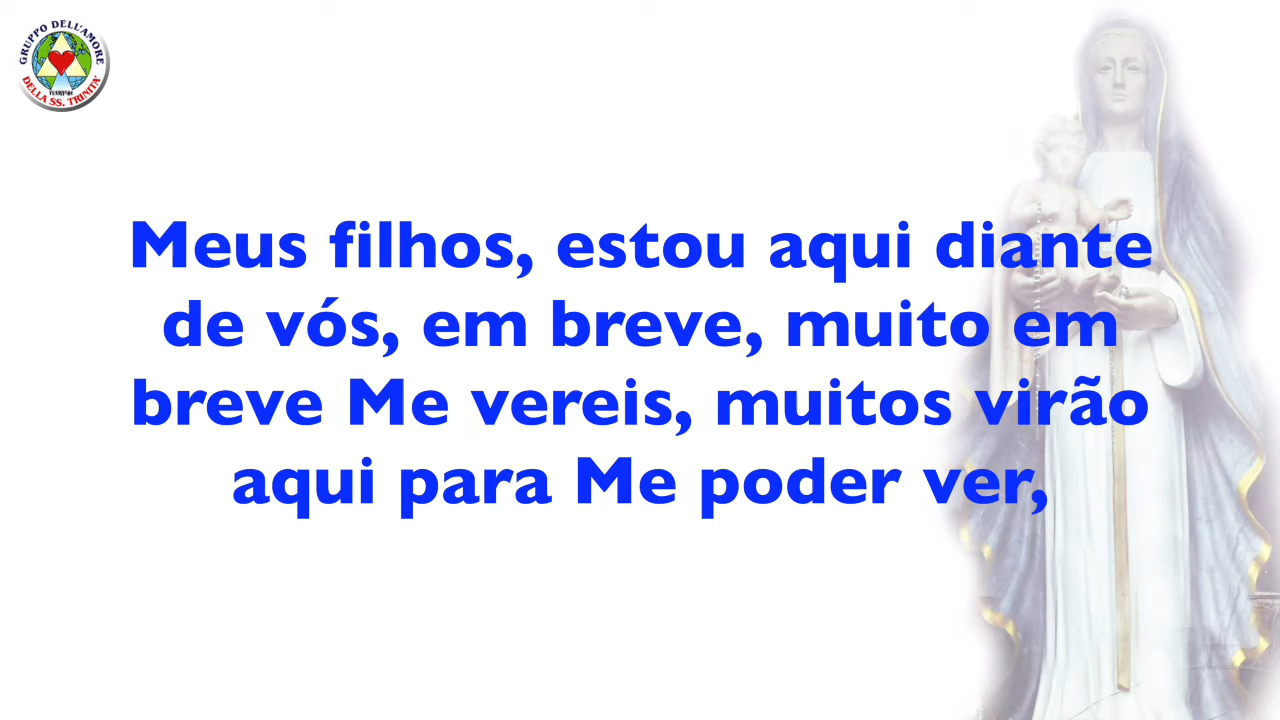 GRUPPO DELL'AMORE
DELLA SS. TRINITA'
Meus filhos, estou aqui diante
de vós, em breve, muito em
breve Me vereis, muitos virão
aqui para Me poder ver,